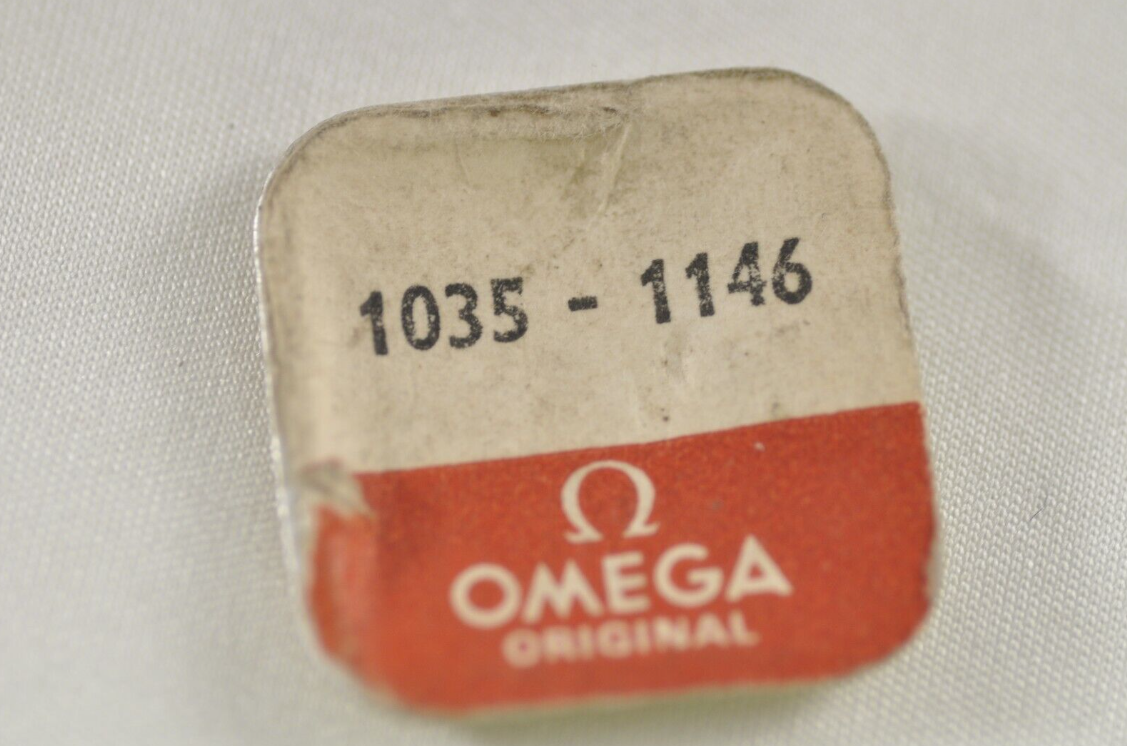 1035 - 1146
Ω
OMEGA
ORIGINAL